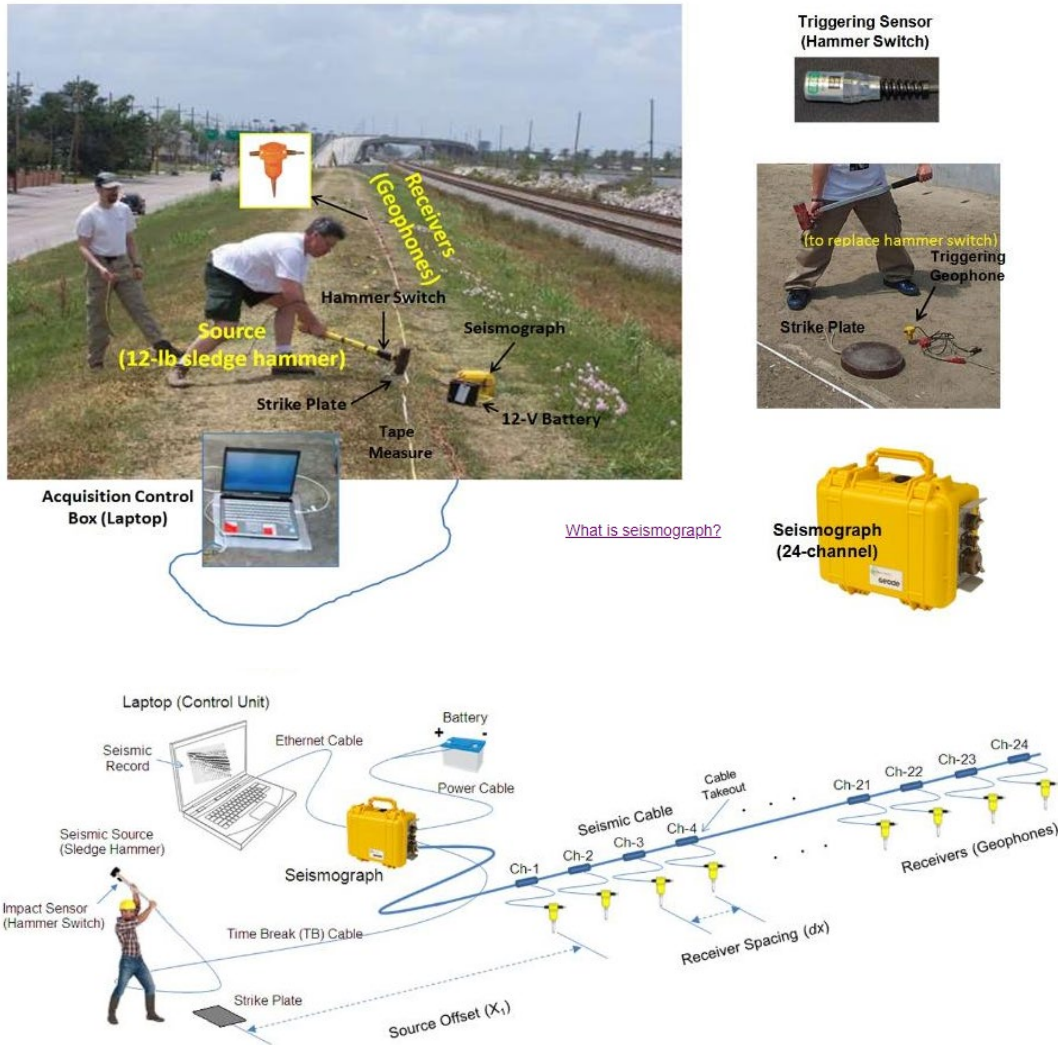 Triggering Sensor
(Hammer Switch)
Receivers
(Geophones)
Hammer Switch
Seismograph
Source
(12-lb sledge hammer)
Strike Plate
12-V Battery
Tape
Measure
(to replace hammer switch)
Triggering
Geophone
Strike Plate
Acquisition Control
Box (Laptop)
What is seismograph?
Seismograph
(24-channel)
Laptop (Control Unit)
Battery
+ -
Ethernet Cable
Seismic
Record
Power Cable
Cable
Takeout
Ch-24
Ch-23
Ch-22
Ch-21
Seismic Cable
Ch-4
Ch-3
Ch-2
Ch-1
Receivers (Geophones)
Seismic Source
(Sledge Hammer)
Seismograph
Impact Sensor
(Hammer Switch)
Time Break (TB) Cable
Receiver Spacing (dx)
Strike Plate
Source Offset (X₁)